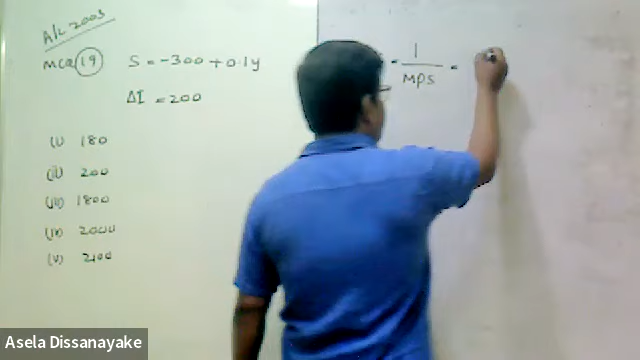 A/L 2003
MCQ 19 S = -300 + 0.1y
ΔI = 200
= 1/MPS =
(i) 180
(ii) 200
(iii) 1800
(iv) 2000
(v) 2100
Asela Dissanayake